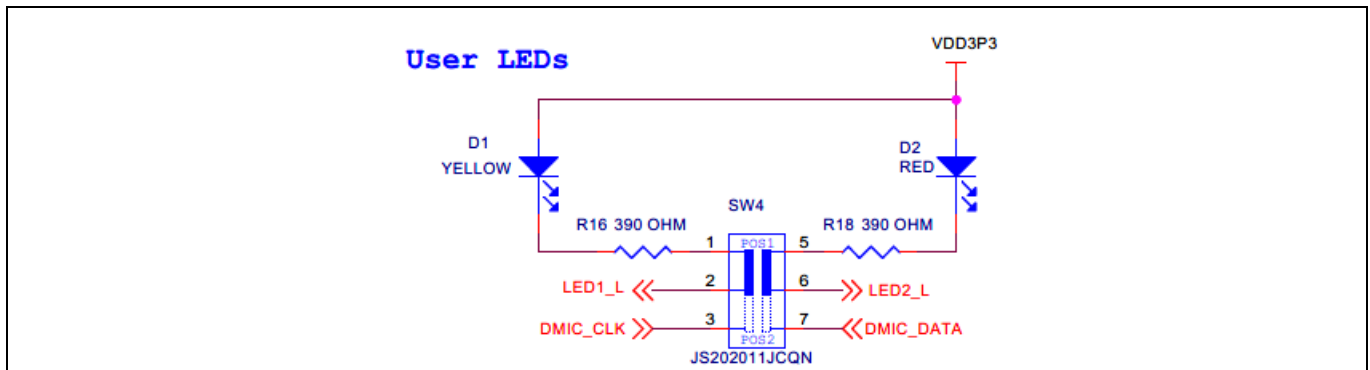 User LEDs
VDD3P3
D1
YELLOW
D2
RED
SW4
R16 390 OHM
R18 390 OHM
1 POS1 5
LED1_L 2 6 LED2_L
DMIC_CLK 3 7 DMIC_DATA
POS2
JS202011JCQN